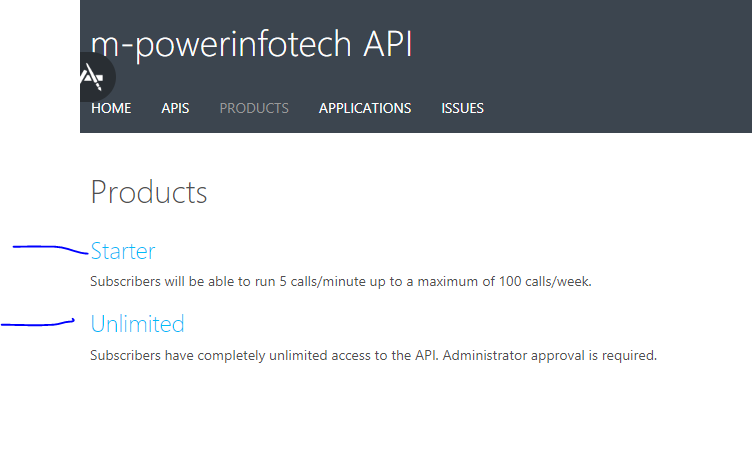 m-powerinfotech API
HOME APIS PRODUCTS APPLICATIONS ISSUES
Products
Starter
Subscribers will be able to run 5 calls/minute up to a maximum of 100 calls/week.
Unlimited
Subscribers have completely unlimited access to the API. Administrator approval is required.